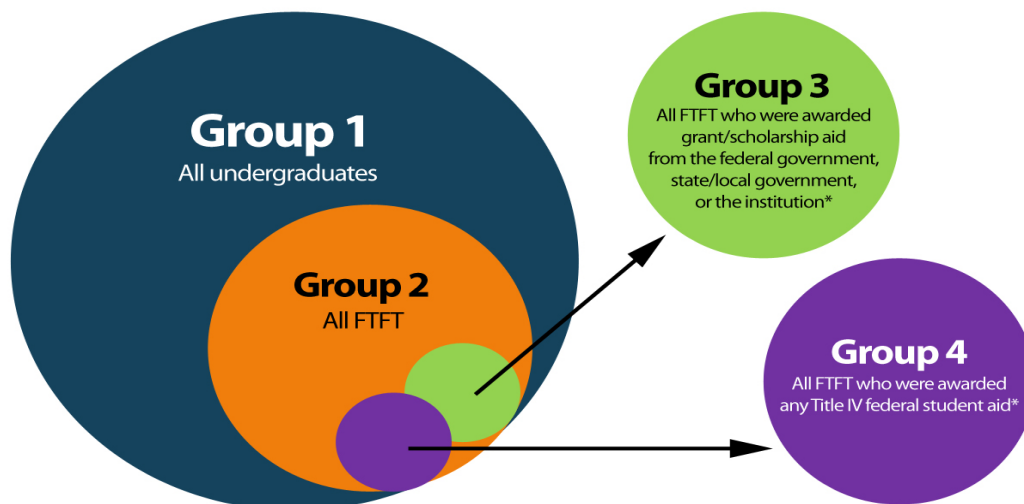 Group 1
All undergraduates
Group 2
All FTFT
Group 3
All FTFT who were awarded
grant/scholarship aid
from the federal government,
state/local government,
or the institution*
Group 4
All FTFT who were awarded
any Title IV federal student aid*